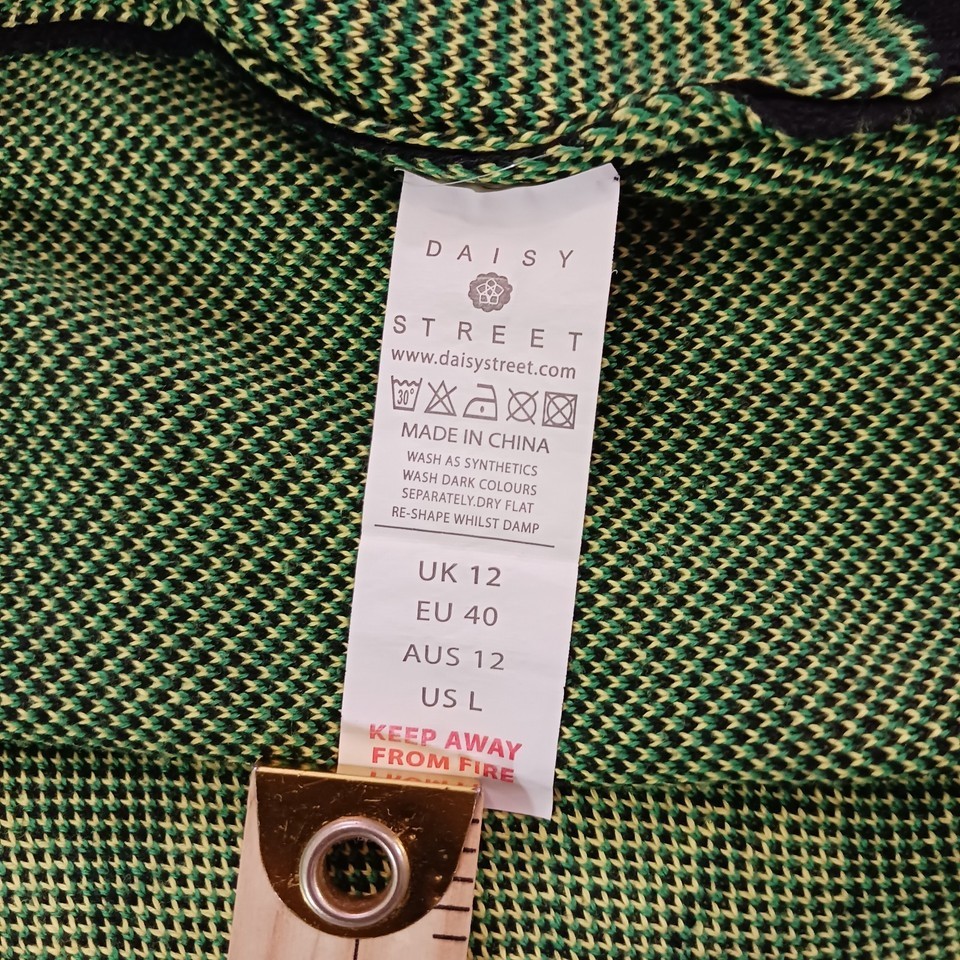 DAISY
STREET
www.daisystreet.com
30°
MADE IN CHINA
WASH AS SYNTHETICS
WASH DARK COLOURS
SEPARATELY.DRY FLAT
RE-SHAPE WHILST DAMP
UK 12
EU 40
AUS 12
US L
KEEP AWAY
FROM FIRE